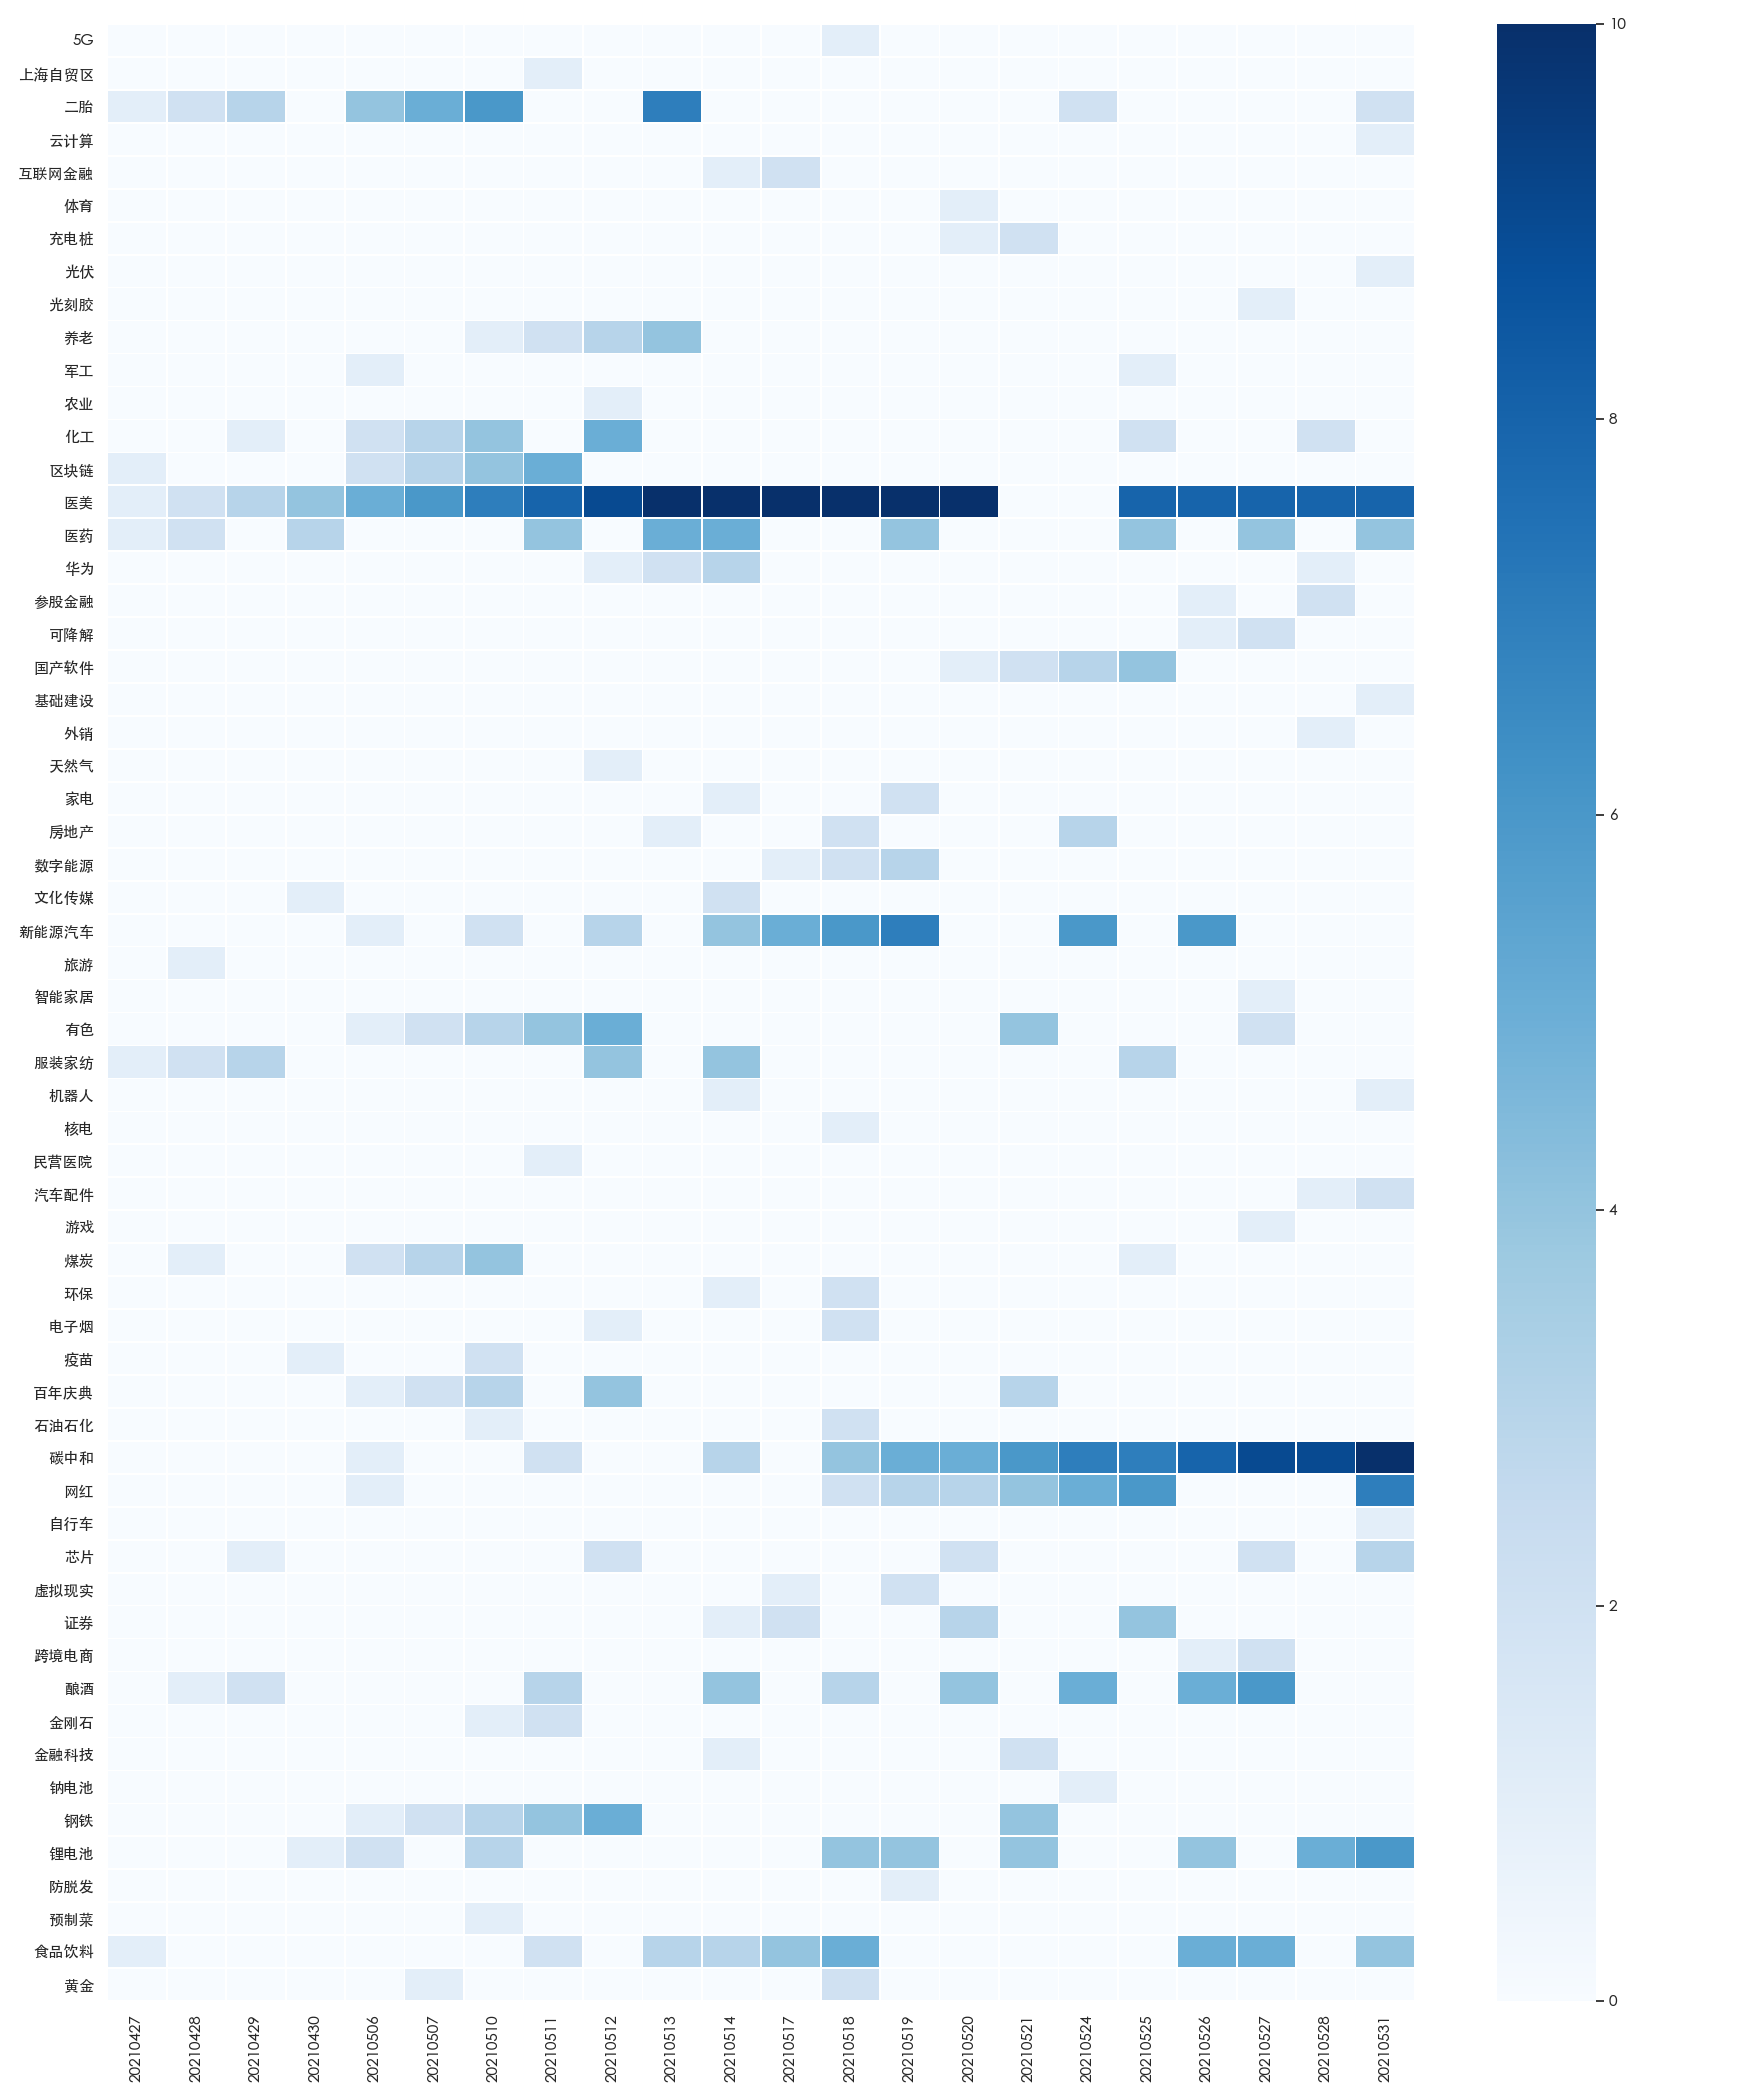 5G
上海自贸区
二胎
云计算
互联网金融
体育
充电桩
光伏
光刻胶
养老
军工
农业
化工
区块链
医美
医药
华为
参股金融
可降解
国产软件
基础建设
外销
天然气
家电
房地产
数字能源
文化传媒
新能源汽车
旅游
智能家居
有色
服装家纺
机器人
核电
民营医院
汽车配件
游戏
煤炭
环保
电子烟
疫苗
百年庆典
石油石化
碳中和
网红
自行车
芯片
虚拟现实
证券
跨境电商
酿酒
金刚石
金融科技
钠电池
钢铁
锂电池
防脱发
预制菜
食品饮料
黄金
20210427
20210428
20210429
20210430
20210506
20210507
20210510
20210511
20210512
20210513
20210514
20210517
20210518
20210519
20210520
20210521
20210524
20210525
20210526
20210527
20210528
20210531
10
8
6
4
2
0